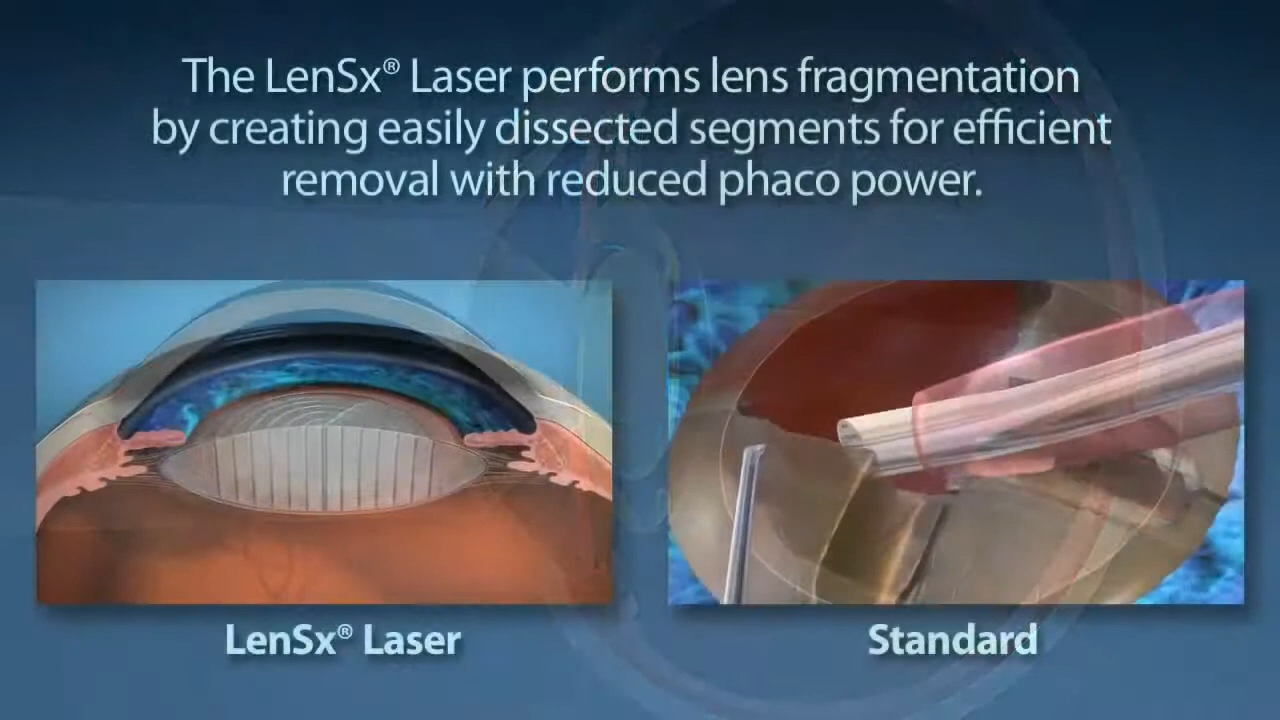 The LenSx® Laser performs lens fragmentation
by creating easily dissected segments for efficient
removal with reduced phaco power.
LenSx® Laser
Standard